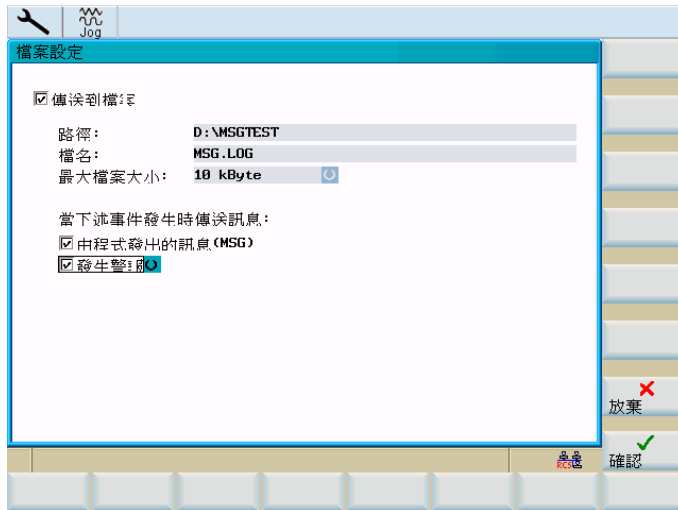 Jog
檔案設定
傳送到檔
路徑: D:\MSGTEST
檔名: MSG.LOG
最大檔案大小: 10 kByte
當下述事件發生時傳送訊息:
由程式發出的訊息(MSG)
發生警
放棄
RCS
確認